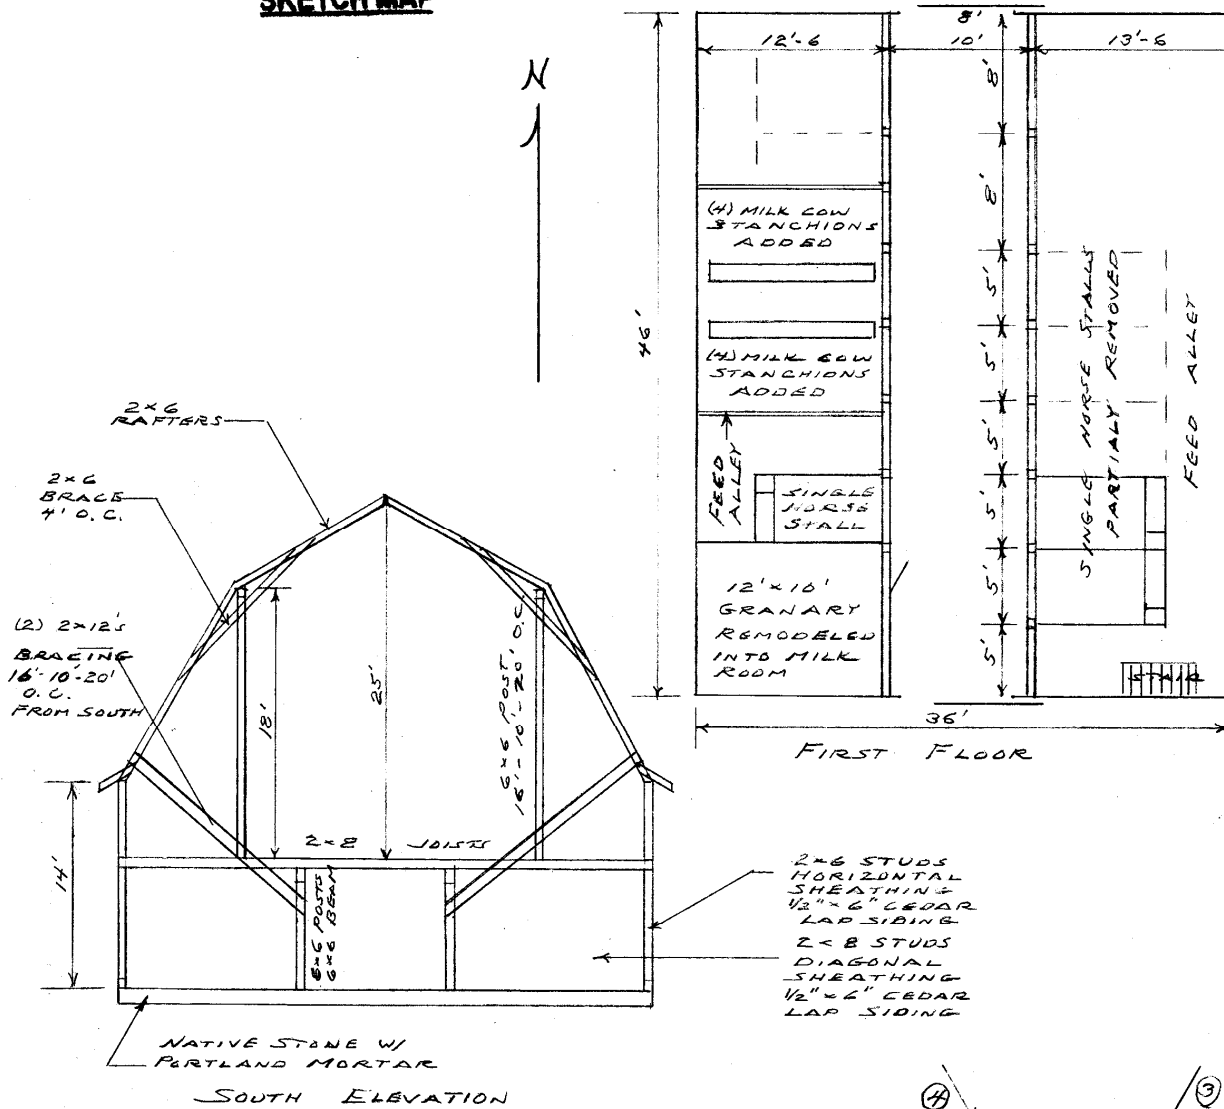 SKETCH MAP
N
8'
12'-6
10'
13'-6
8'
8'
5'
5'
5'
5'
5'
5'
46'
(4) MILK COW
STANCHIONS
ADDED
(4) MILK COW
STANCHIONS
ADDED
FEED
ALLEY
SINGLE
HORSE
STALL
12'x10'
GRANARY
REMODELED
INTO MILK
ROOM
SINGLE HORSE STALLS
PARTIALY REMOVED
FEED ALLEY
STAIR
36'
FIRST FLOOR
2x6
RAFTERS
2x6
BRACE
4' O.C.
(2) 2x12's
BRACING
16'-10'-20'
O.C.
FROM SOUTH
18'
25'
6x6 POST
16'-10'-20' O.C.
14'
2x8 JOISTS
6x6 POSTS
6x6 BEAM
2x6 STUDS
HORIZONTAL
SHEATHING
1/2" x 6" CEDAR
LAP SIDING
2x8 STUDS
DIAGONAL
SHEATHING
1/2" x 6" CEDAR
LAP SIDING
NATIVE STONE W/
PORTLAND MORTAR
SOUTH ELEVATION
4
3